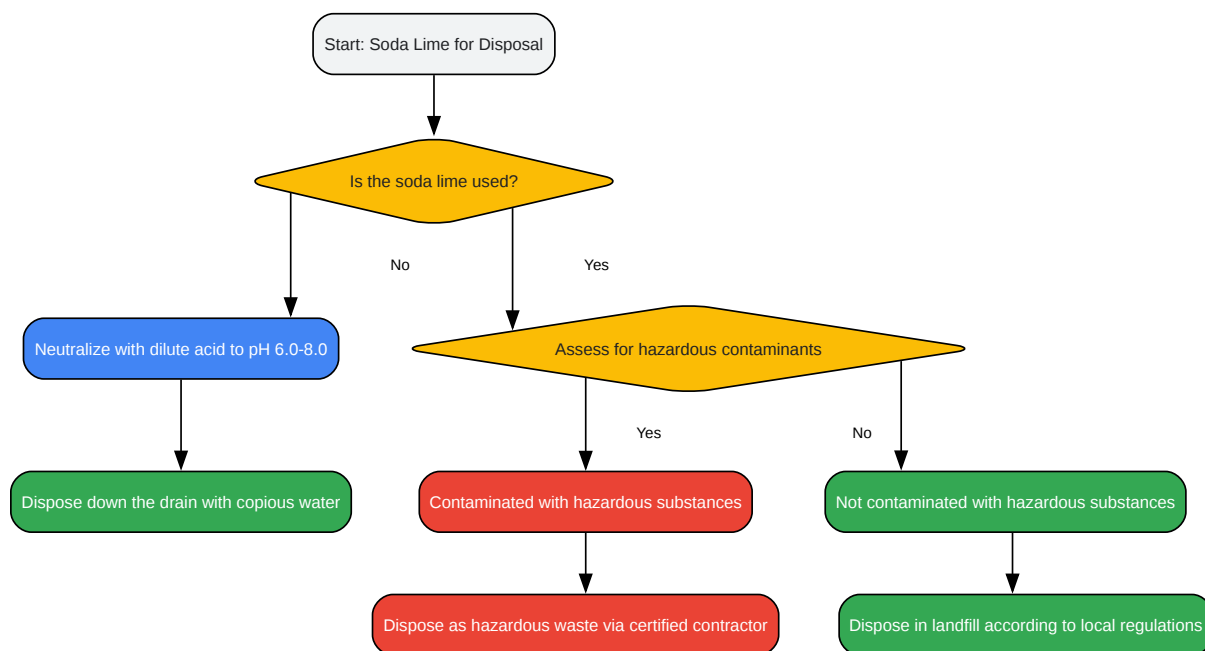 Start: Soda Lime for Disposal
Is the soda lime used?
No
Yes
Neutralize with dilute acid to pH 6.0-8.0
Assess for hazardous contaminants
Yes
No
Dispose down the drain with copious water
Contaminated with hazardous substances
Not contaminated with hazardous substances
Dispose as hazardous waste via certified contractor
Dispose in landfill according to local regulations